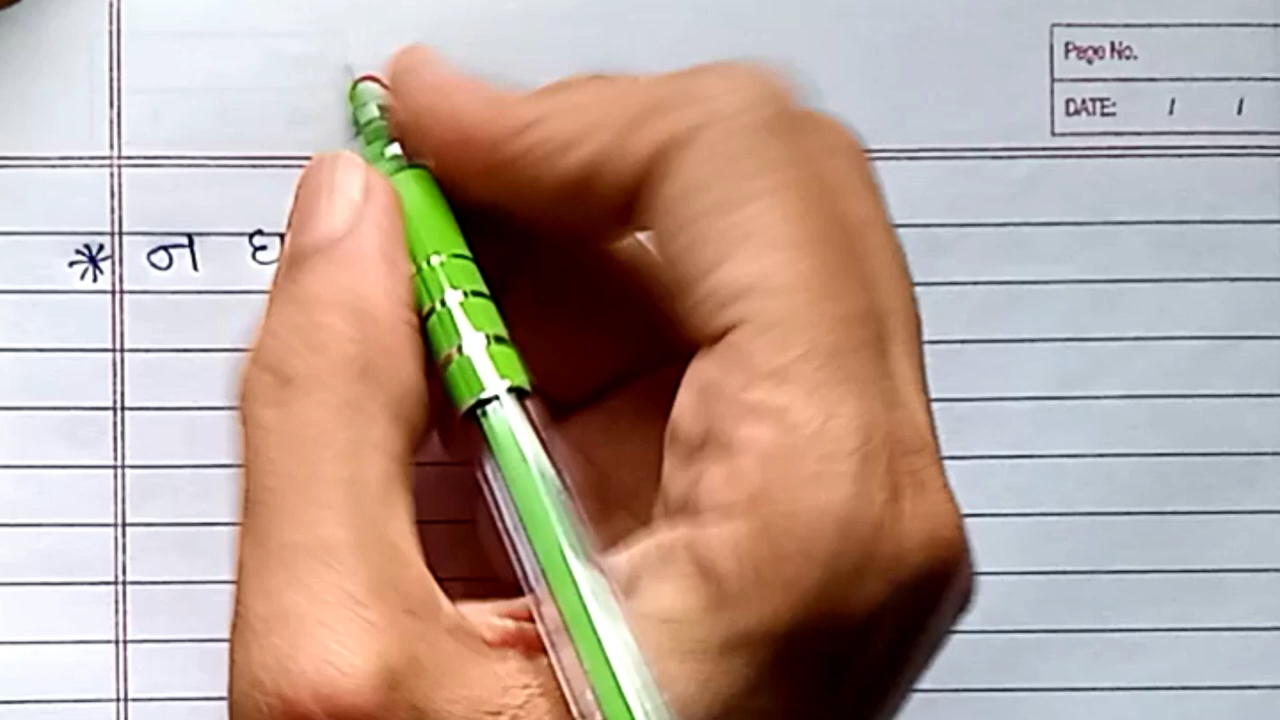 Page No.
DATE: / /
* ન ઘ